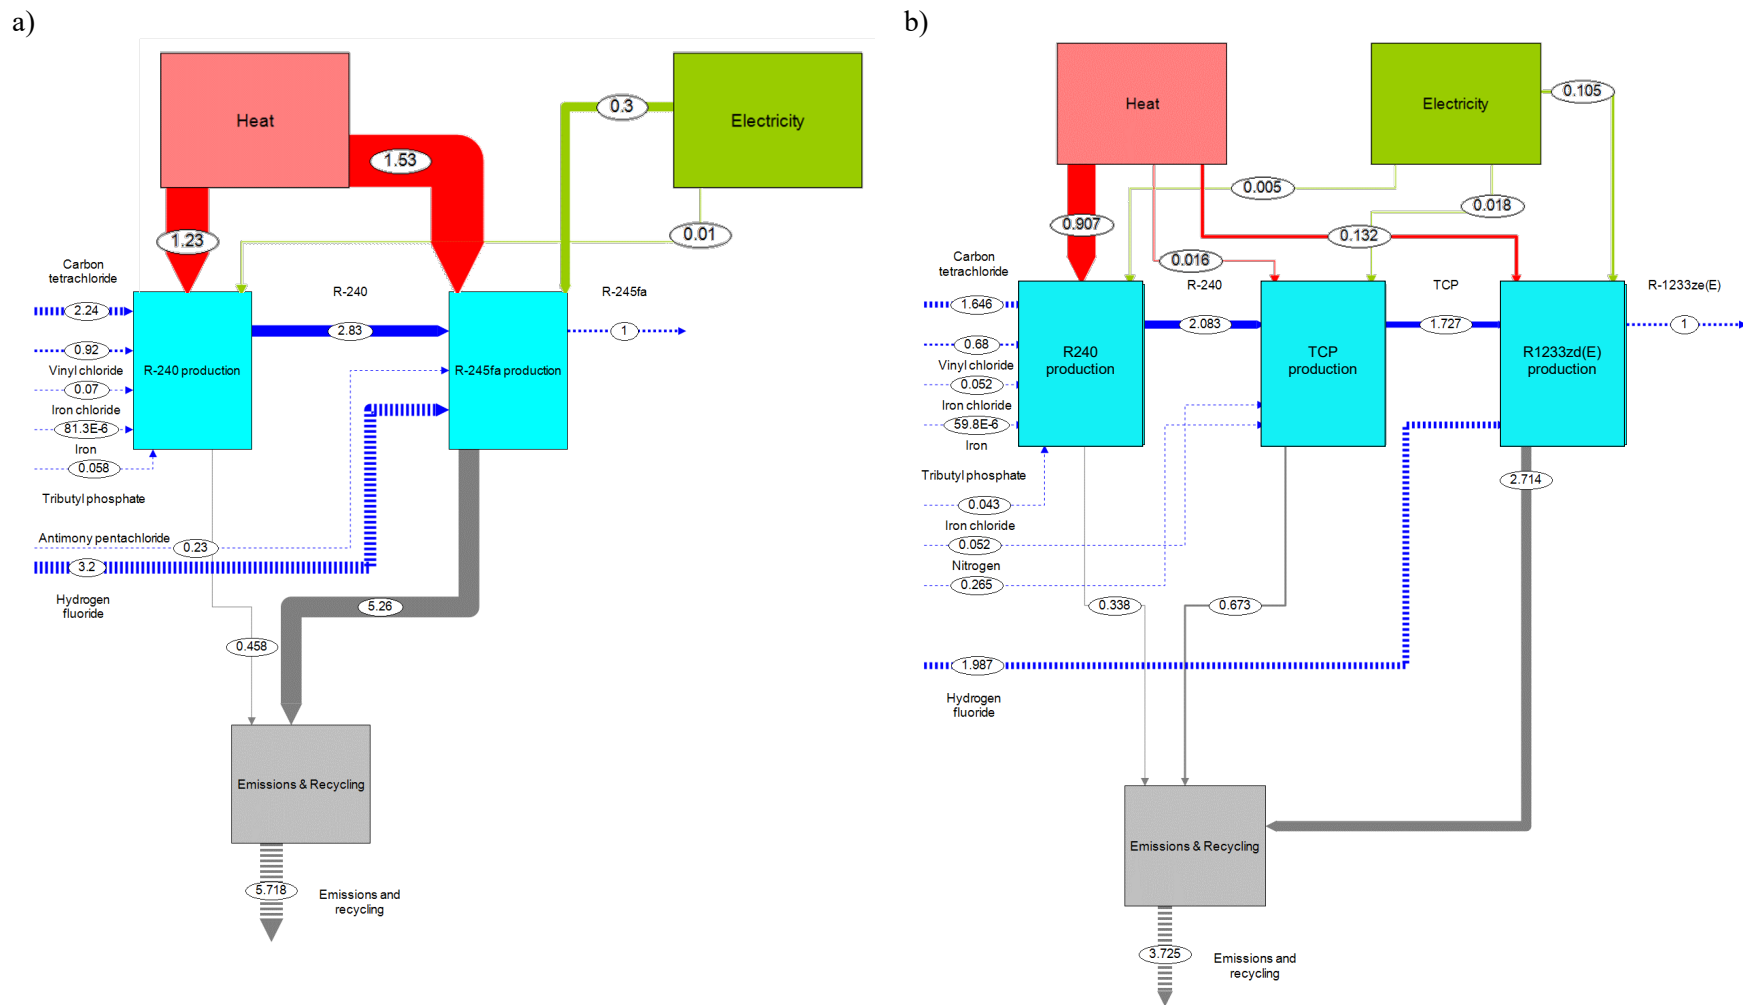 a)
Heat
Electricity
1.53
0.3
1.23
0.01
Carbon
tetrachloride
2.24
0.92
Vinyl chloride
0.07
Iron chloride
81.3E-6
Iron
0.058
Tributyl phosphate
R-240 production
R-240
2.83
R-245fa production
R-245fa
1
Antimony pentachloride
0.23
3.2
Hydrogen
fluoride
5.26
0.458
Emissions & Recycling
5.718
Emissions and
recycling
b)
Heat
Electricity
0.105
0.005
0.018
0.907
0.132
0.016
Carbon
tetrachloride
1.646
0.68
Vinyl chloride
0.052
Iron chloride
59.8E-6
Iron
Tributyl phosphate
0.043
Iron chloride
0.052
Nitrogen
0.265
R240
production
R-240
2.083
TCP
production
TCP
1.727
R1233zd(E)
production
R-1233ze(E)
1
2.714
0.338
0.673
1.987
Hydrogen
fluoride
Emissions & Recycling
3.725
Emissions and
recycling